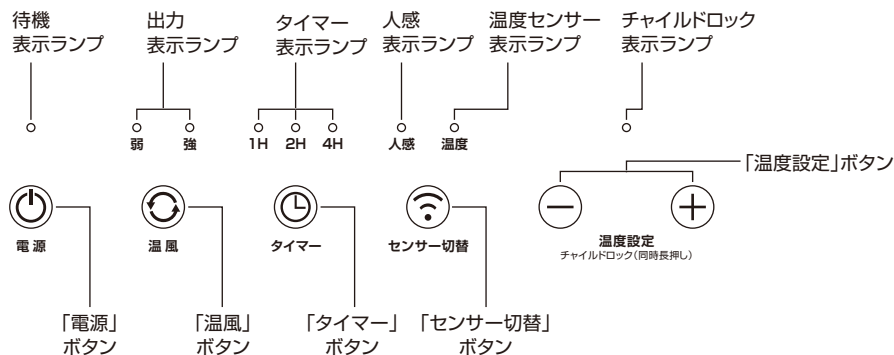 待機
表示ランプ
出力
表示ランプ
タイマー
表示ランプ
人感
表示ランプ
温度センサー
表示ランプ
チャイルドロック
表示ランプ
弱
強
1H
2H
4H
人感
温度
「温度設定」ボタン
電源
温風
タイマー
センサー切替
温度設定
チャイルドロック(同時長押し)
「電源」
ボタン
「温風」
ボタン
「タイマー」
ボタン
「センサー切替」
ボタン